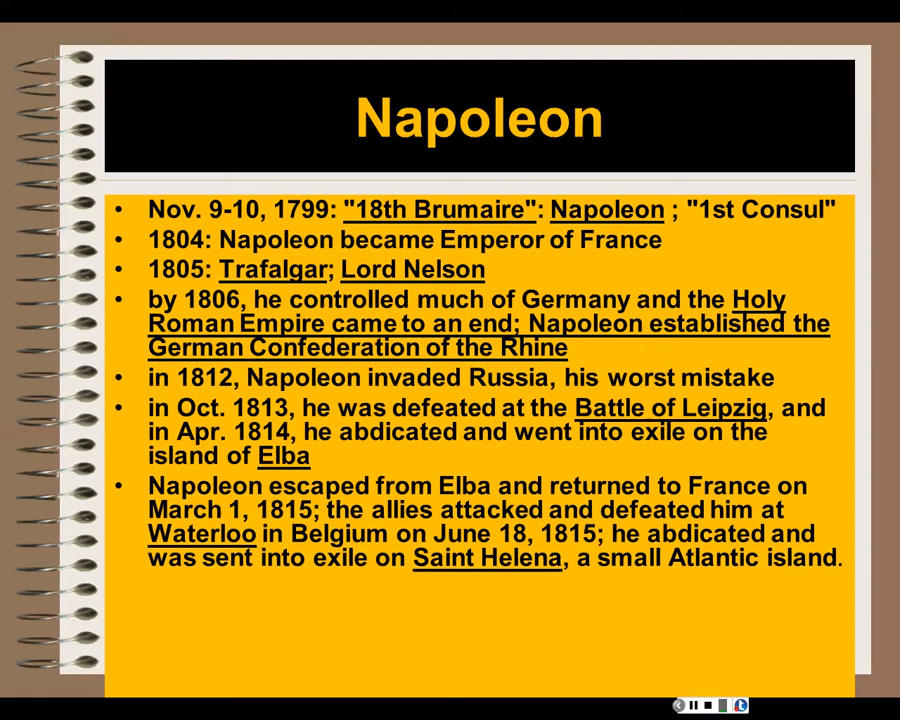 Napoleon
• Nov. 9-10, 1799: "18th Brumaire": Napoleon ; "1st Consul"
• 1804: Napoleon became Emperor of France
• 1805: Trafalgar; Lord Nelson
• by 1806, he controlled much of Germany and the Holy
Roman Empire came to an end; Napoleon established the
German Confederation of the Rhine
• in 1812, Napoleon invaded Russia, his worst mistake
• in Oct. 1813, he was defeated at the Battle of Leipzig, and
in Apr. 1814, he abdicated and went into exile on the
island of Elba
• Napoleon escaped from Elba and returned to France on
March 1, 1815; the allies attacked and defeated him at
Waterloo in Belgium on June 18, 1815; he abdicated and
was sent into exile on Saint Helena, a small Atlantic island.